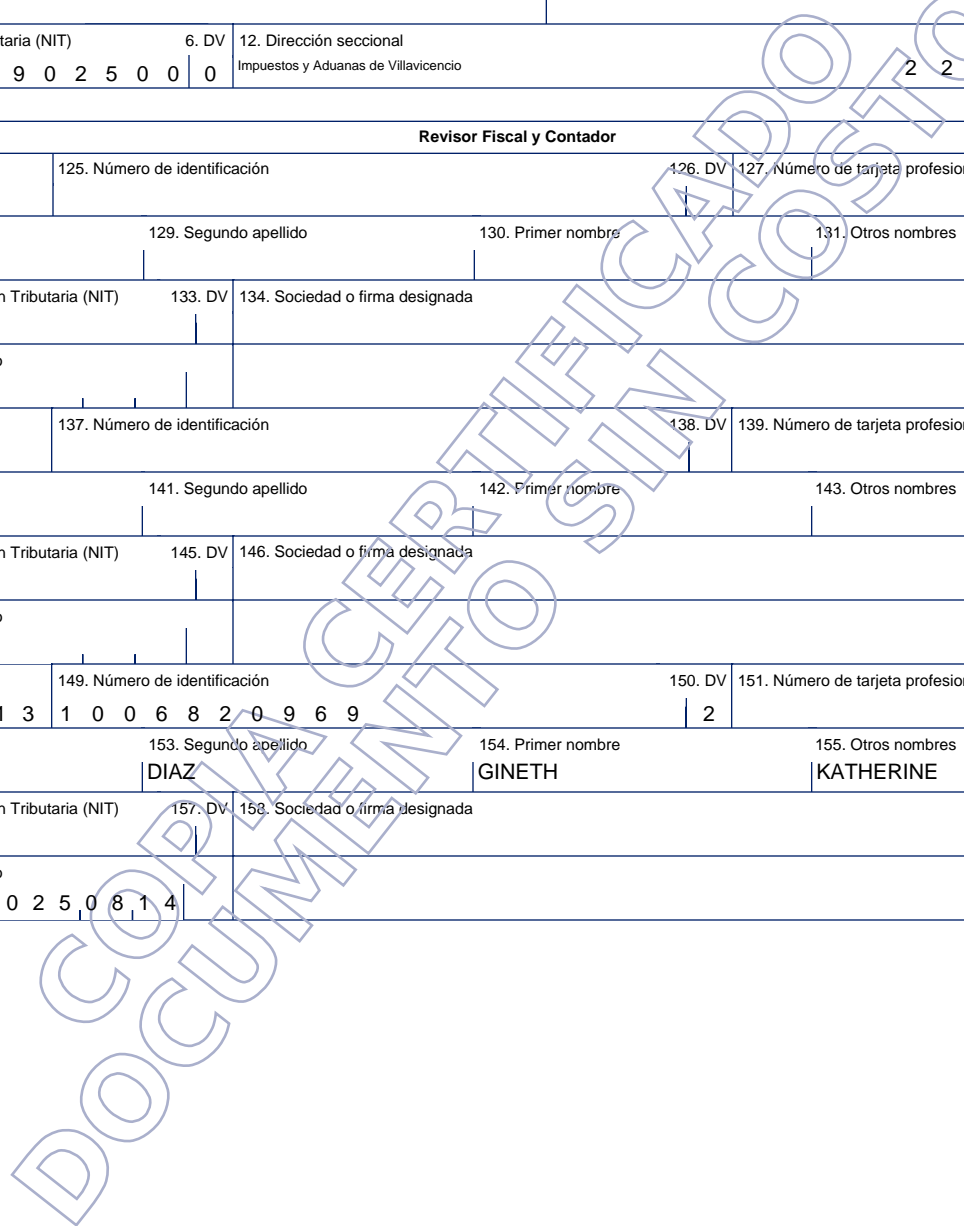 taria (NIT) 6. DV 12. Dirección seccional
9 0 2 5 0 0 0 Impuestos y Aduanas de Villavicencio 2 2
Revisor Fiscal y Contador
125. Número de identificación 126. DV 127. Número de tarjeta profesion
129. Segundo apellido 130. Primer nombre 131. Otros nombres
n Tributaria (NIT) 133. DV 134. Sociedad o firma designada
o
137. Número de identificación 138. DV 139. Número de tarjeta profesion
141. Segundo apellido 142. Primer nombre 143. Otros nombres
n Tributaria (NIT) 145. DV 146. Sociedad o firma designada
o
149. Número de identificación 150. DV 151. Número de tarjeta profesion
1 3 1 0 0 6 8 2 0 9 6 9 2
153. Segundo apellido 154. Primer nombre 155. Otros nombres
DIAZ GINETH KATHERINE
n Tributaria (NIT) 157. DV 158. Sociedad o firma designada
o
0 2 5 0 8 1 4
COPIA CERTIFICADO
DOCUMENTO SIN COSTO